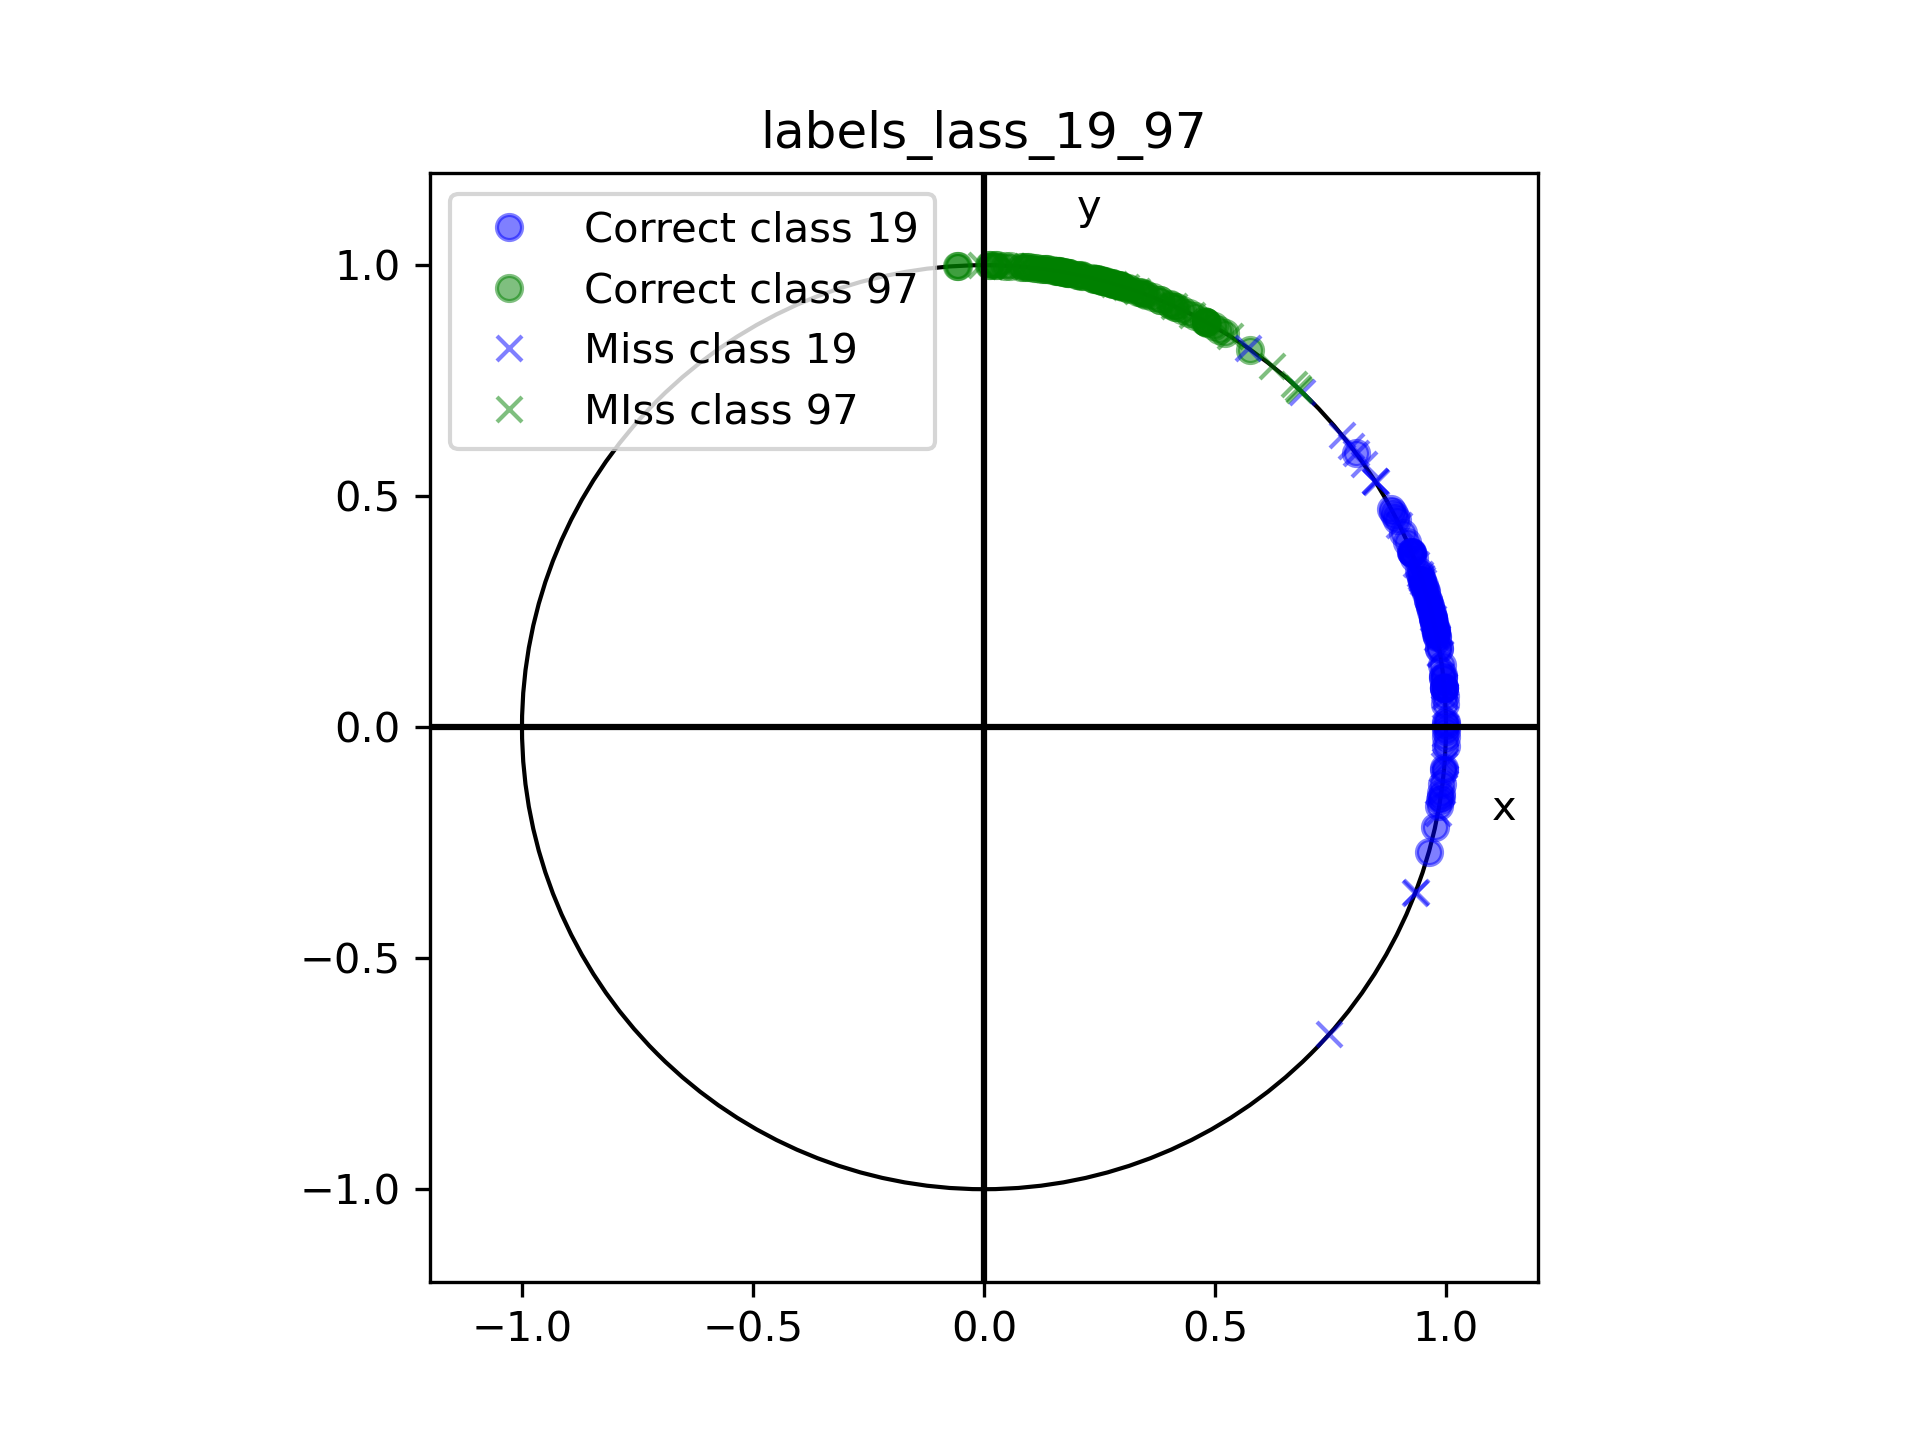 labels_lass_19_97
Correct class 19
Correct class 97
Miss class 19
MIss class 97
y
x
1.0
0.5
0.0
−0.5
−1.0
−1.0 −0.5 0.0 0.5 1.0